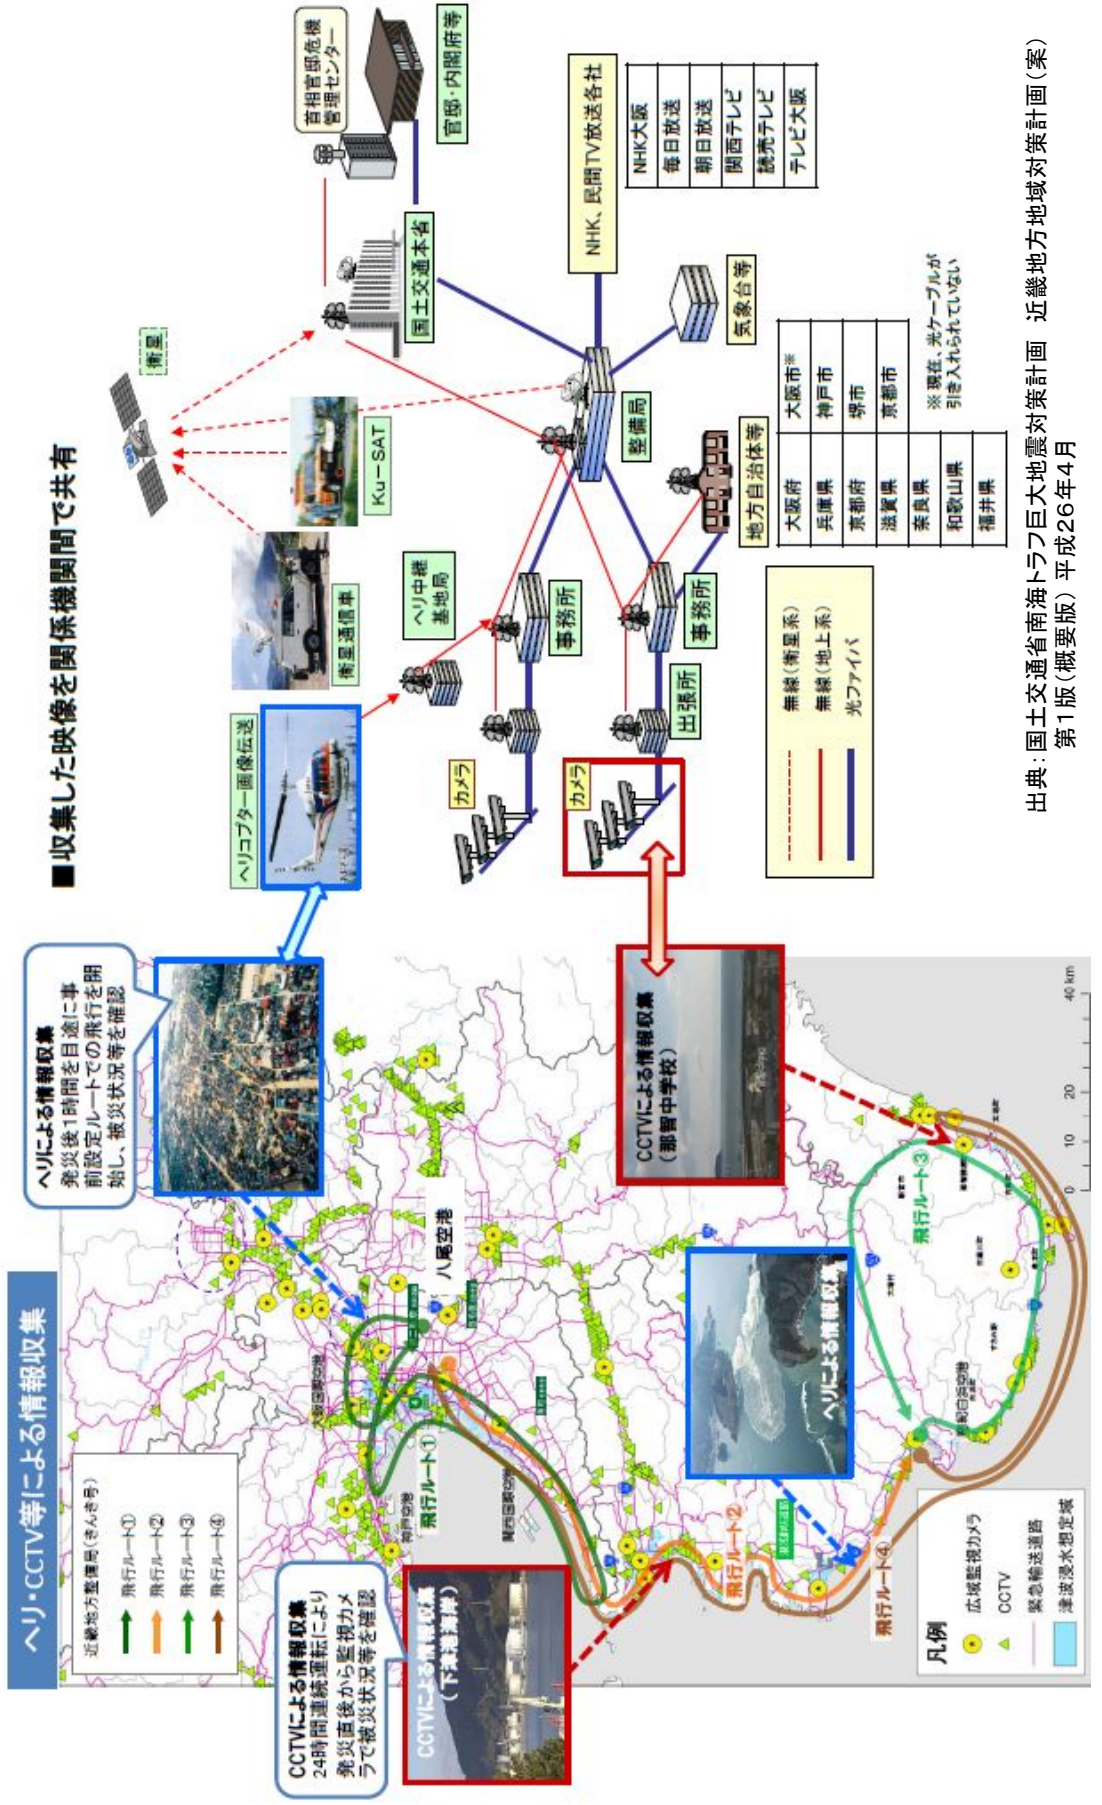 ヘリ・CCTV等による情報収集
近畿地方整備局(きんき号)
飛行ルート①
飛行ルート②
飛行ルート③
飛行ルート④
ヘリによる情報収集
発災後1時間を目途に事
前設定ルートでの飛行を開
始し、被災状況等を確認
CCTVによる情報収集
24時間連続運転により
発災直後から監視カメ
ラで被災状況等を確認
CCTVによる情報収集
(下津港海岸)
CCTVによる情報収集
(那智中学校)
ヘリによる情報収集
神戸空港
八尾空港
関西国際空港
南紀白浜空港
飛行ルート①
飛行ルート②
飛行ルート③
飛行ルート④
凡例
広域監視カメラ
CCTV
緊急輸送道路
津波浸水想定域
0 10 20 40 km
■収集した映像を関係機関間で共有
衛星
首相官邸危機
管理センター
官邸・内閣府等
国土交通本省
Ku-SAT
衛星通信車
ヘリコプター画像伝送
ヘリ中継
基地局
カメラ
事務所
整備局
NHK、民間TV放送各社
NHK大阪
毎日放送
朝日放送
関西テレビ
読売テレビ
テレビ大阪
気象台等
カメラ
出張所
事務所
地方自治体等
大阪府 大阪市※
兵庫県 神戸市
京都府 堺市
滋賀県 京都市
奈良県
和歌山県
福井県
※現在、光ケーブルが
引き入れられていない
無線(衛星系)
無線(地上系)
光ファイバ
出典:国土交通省南海トラフ巨大地震対策計画 近畿地方地域対策計画(案)
第1版(概要版) 平成26年4月